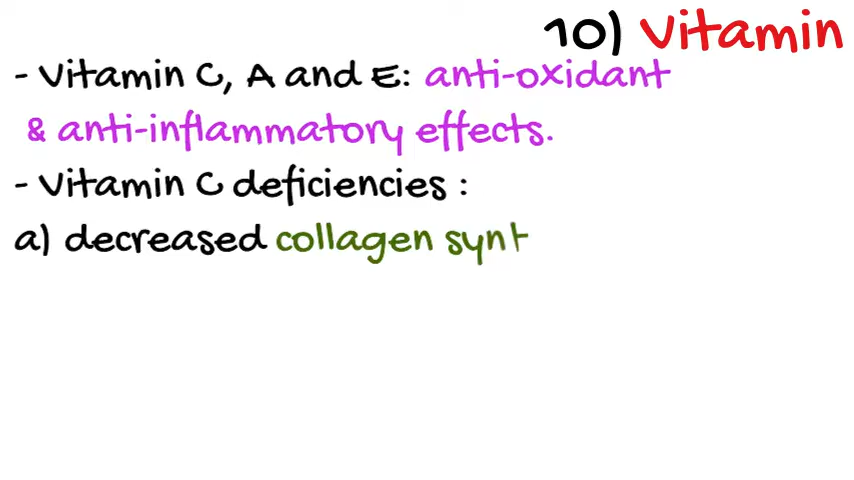 10) Vitamin
- Vitamin C, A and E: anti-oxidant
& anti-inflammatory effects.
- Vitamin C deficiencies :
a) decreased collagen synt